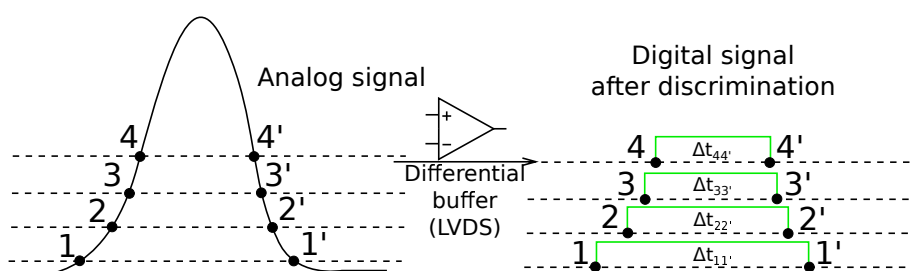 Analog signal
4
4'
3
3'
2
2'
1
1'
+
−
Differential
buffer
(LVDS)
Digital signal
after discrimination
4
Δt44'
4'
3
Δt33'
3'
2
Δt22'
2'
1
Δt11'
1'